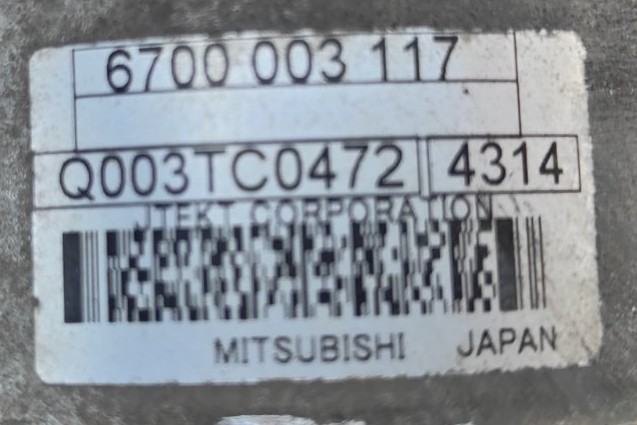 6700 003 117
Q003TC0472 4314
JTEKT CORPORATION
MITSUBISHI JAPAN